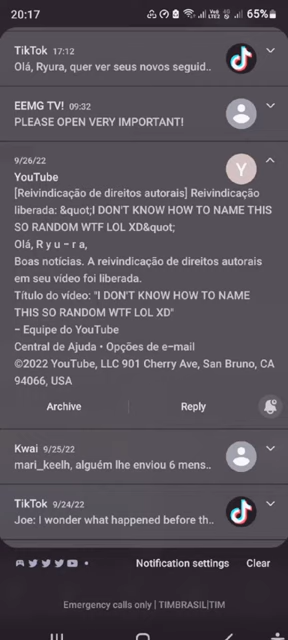 20:17 65%
TikTok 17:12
Olá, Ryura, quer ver seus novos seguid..
EEMG TV! 09:32
PLEASE OPEN VERY IMPORTANT!
9/26/22
YouTube
Y
[Reivindicação de direitos autorais] Reivindicação
liberada: &quot;I DON'T KNOW HOW TO NAME THIS
SO RANDOM WTF LOL XD&quot;
Olá, R y u - r a,
Boas notícias. A reivindicação de direitos autorais
em seu vídeo foi liberada.
Título do vídeo: "I DON'T KNOW HOW TO NAME
THIS SO RANDOM WTF LOL XD"
– Equipe do YouTube
Central de Ajuda • Opções de e-mail
©2022 YouTube, LLC 901 Cherry Ave, San Bruno, CA
94066, USA
Archive Reply
Kwai 9/25/22
mari_keelh, alguém lhe enviou 6 mens..
TikTok 9/24/22
Joe: I wonder what happened before th..
Notification settings Clear
Emergency calls only | TIMBRASIL|TIM